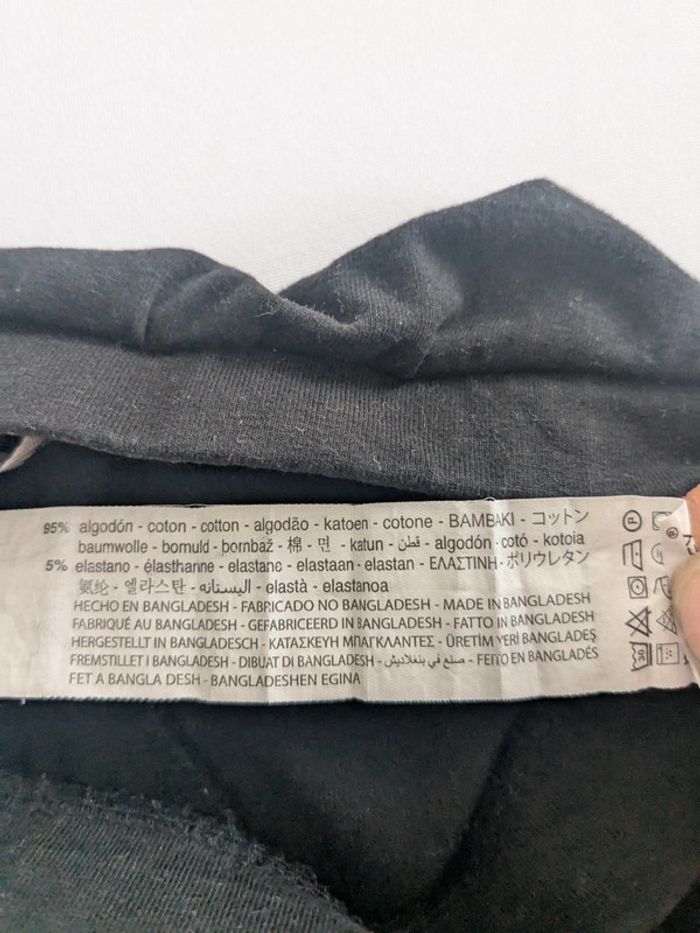 95% algodón - coton - cotton - algodão - katoen - cotone - ΒΑΜΒΑΚΙ - コットン
baumwolle - bomuld - bornbaž - 棉 - 면 - katun - قطن - algodón - cotó - kotoia
5% elastano - élasthanne - elastane - elastaan - elastan - ΕΛΑΣΤΙΝΗ - ポリウレタン
氨纶 - 엘라스탄 - اليستانه - elastà - elastanoa
HECHO EN BANGLADESH - FABRICADO NO BANGLADESH - MADE IN BANGLADESH
FABRIQUÉ AU BANGLADESH - GEFABRICEERD IN BANGLADESH - FATTO IN BANGLADESH
HERGESTELLT IN BANGLADESCH - ΚΑΤΑΣΚΕΥΗ ΜΠΑΓΚΛΑΝΤΕΣ - ÜRETİM YERİ BANGLADEŞ
FREMSTILLET I BANGLADESH - DIBUAT DI BANGLADESH - صنع في بنغلاديش - FEITO EN BANGLADÉS
FET A BANGLA DESH - BANGLADESHEN EGINA